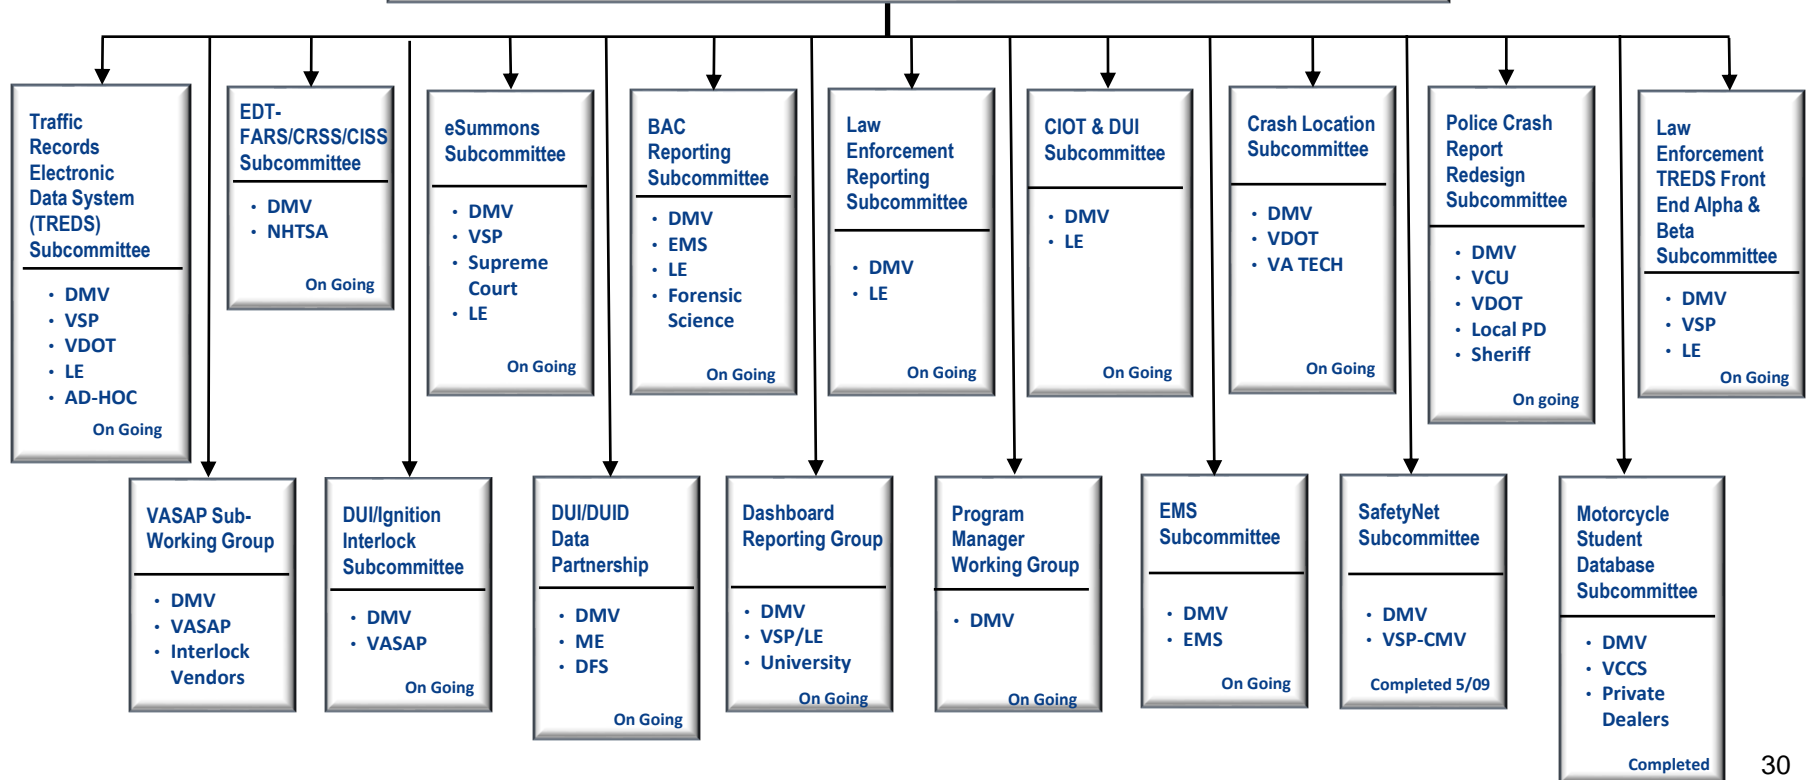 Traffic
Records
Electronic
Data System
(TREDS)
Subcommittee
• DMV
• VSP
• VDOT
• LE
• AD-HOC
On Going
EDT-
FARS/CRSS/CISS
Subcommittee
• DMV
• NHTSA
On Going
eSummons
Subcommittee
• DMV
• VSP
• Supreme
Court
• LE
On Going
BAC
Reporting
Subcommittee
• DMV
• EMS
• LE
• Forensic
Science
On Going
Law
Enforcement
Reporting
Subcommittee
• DMV
• LE
On Going
CIOT & DUI
Subcommittee
• DMV
• LE
On Going
Crash Location
Subcommittee
• DMV
• VDOT
• VA TECH
On Going
Police Crash
Report
Redesign
Subcommittee
• DMV
• VCU
• VDOT
• Local PD
• Sheriff
On going
Law
Enforcement
TREDS Front
End Alpha &
Beta
Subcommittee
• DMV
• VSP
• LE
On Going
VASAP Sub-
Working Group
• DMV
• VASAP
• Interlock
Vendors
DUI/Ignition
Interlock
Subcommittee
• DMV
• VASAP
On Going
DUI/DUID
Data
Partnership
• DMV
• ME
• DFS
On Going
Dashboard
Reporting Group
• DMV
• VSP/LE
• University
On Going
Program
Manager
Working Group
• DMV
On Going
EMS
Subcommittee
• DMV
• EMS
On Going
SafetyNet
Subcommittee
• DMV
• VSP-CMV
Completed 5/09
Motorcycle
Student
Database
Subcommittee
• DMV
• VCCS
• Private
Dealers
Completed
30